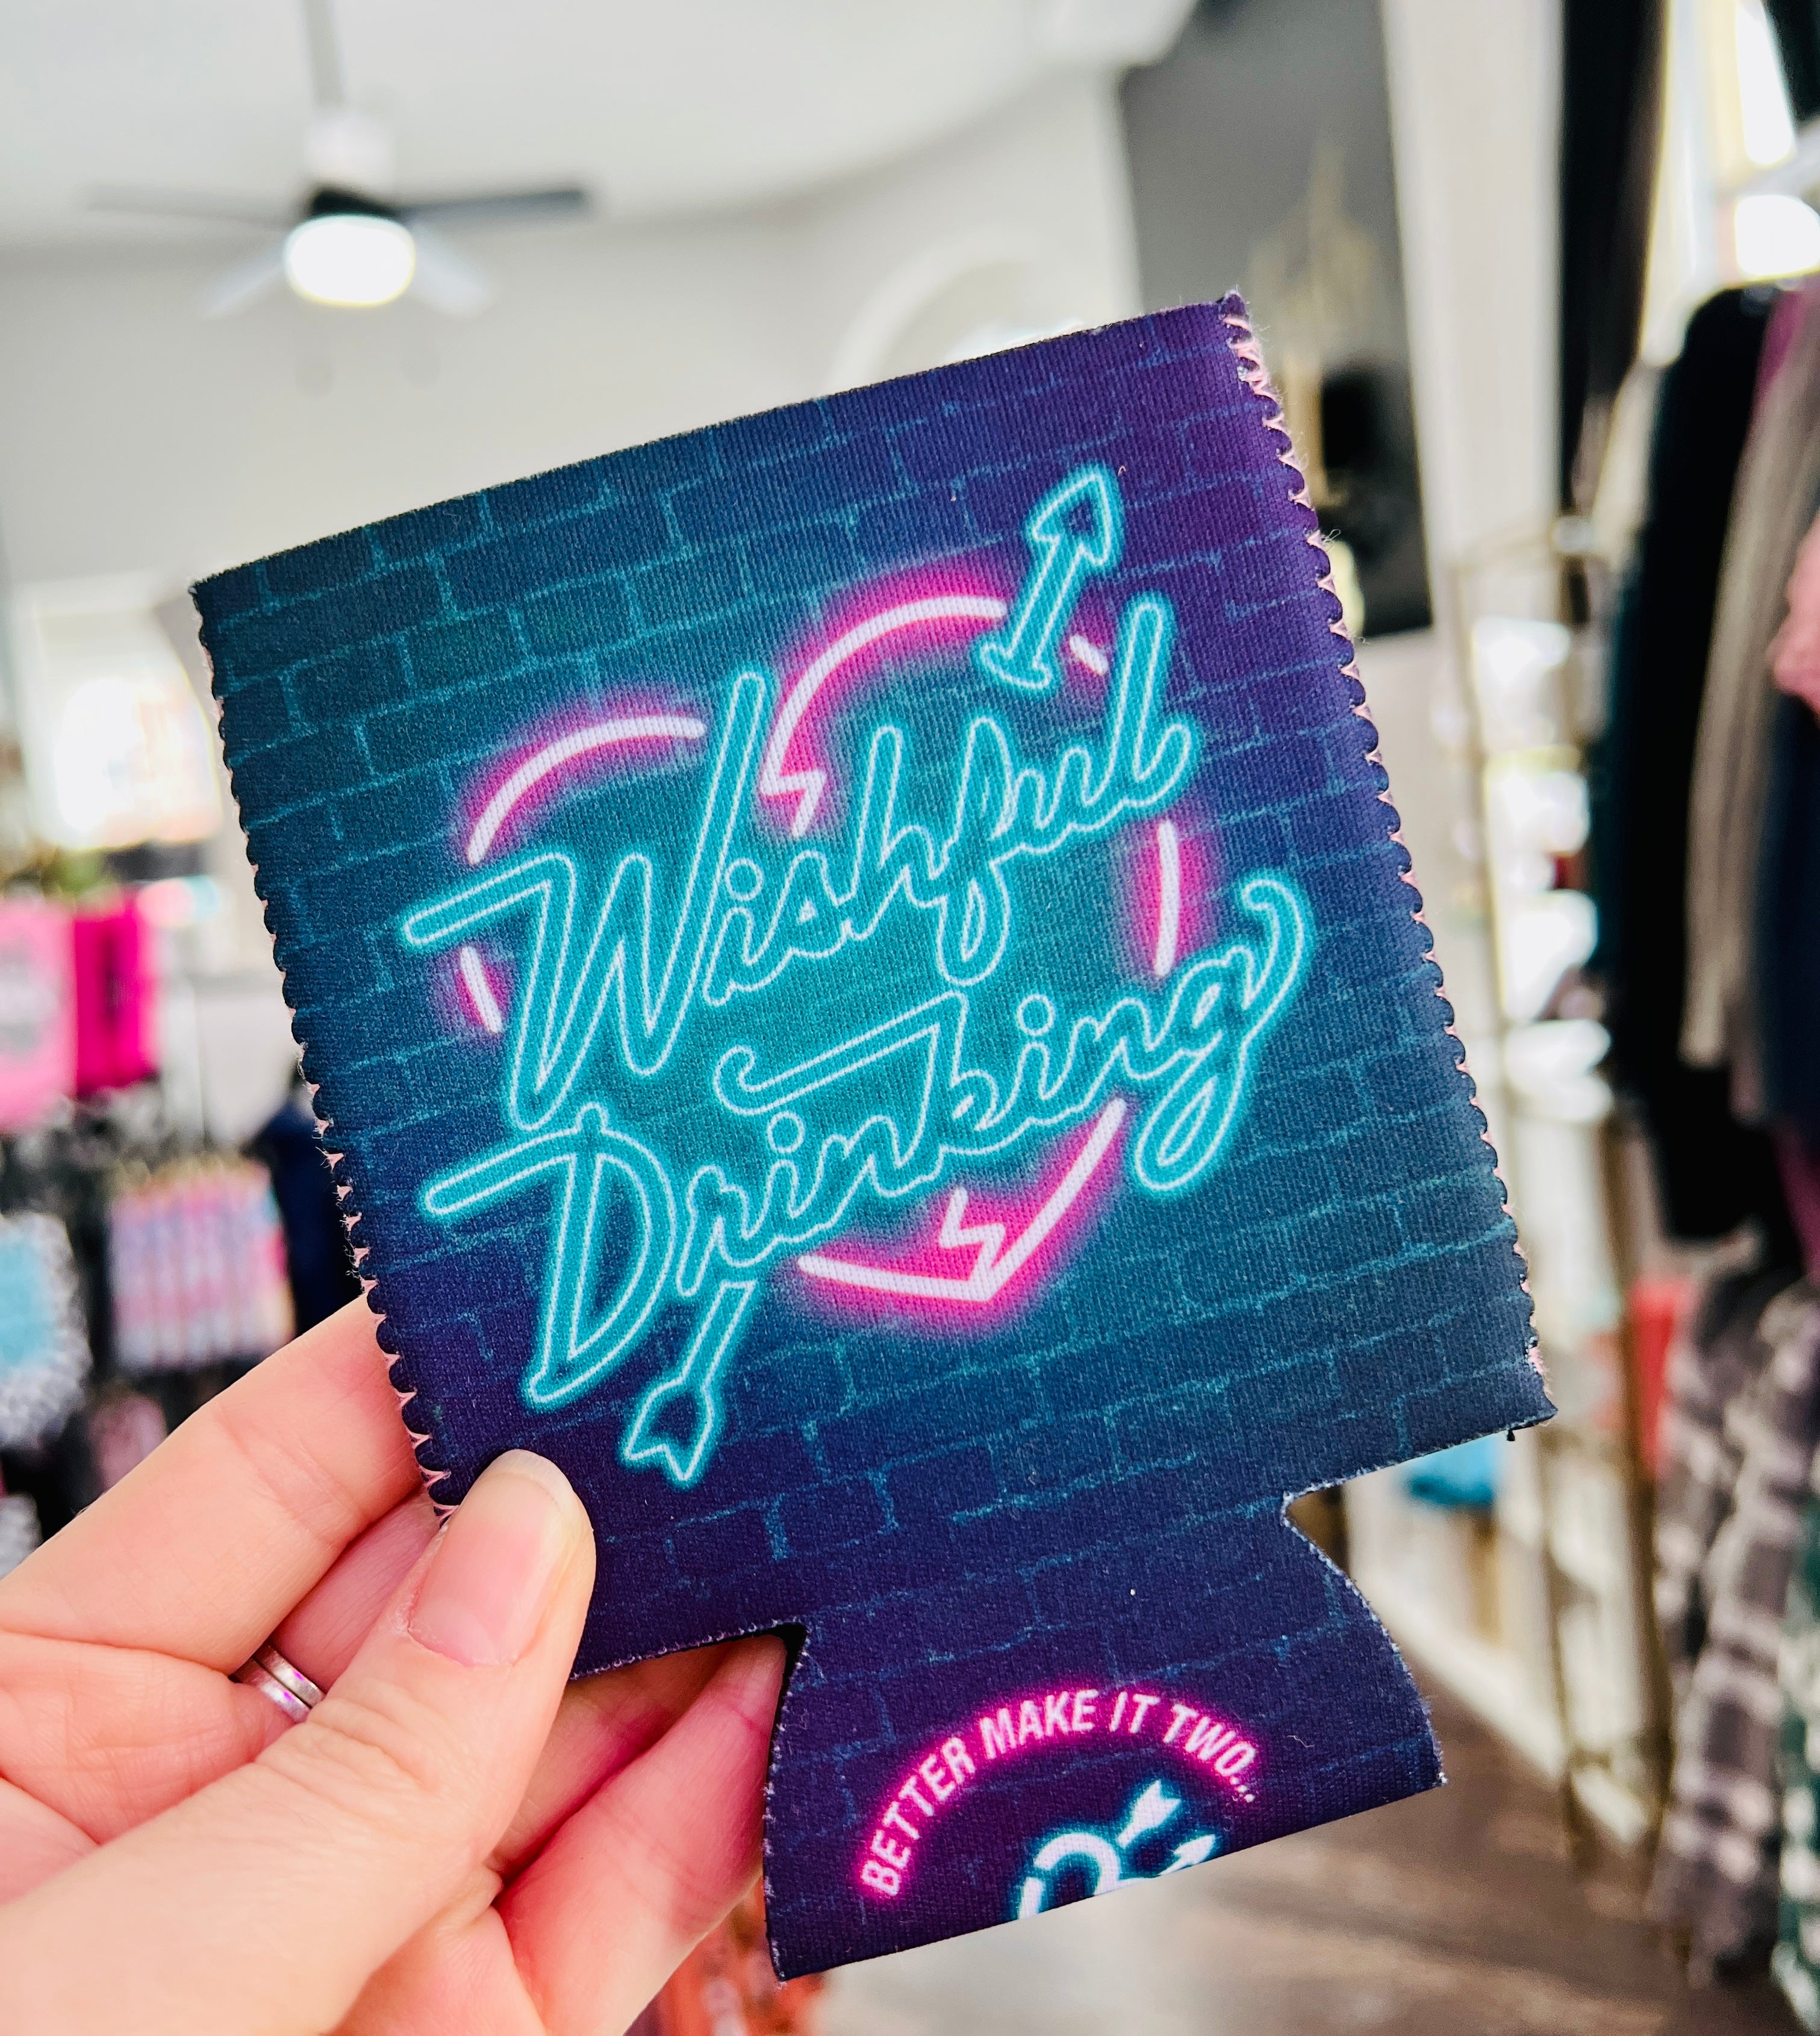 Wishful
Drinking
BETTER MAKE IT TWO...